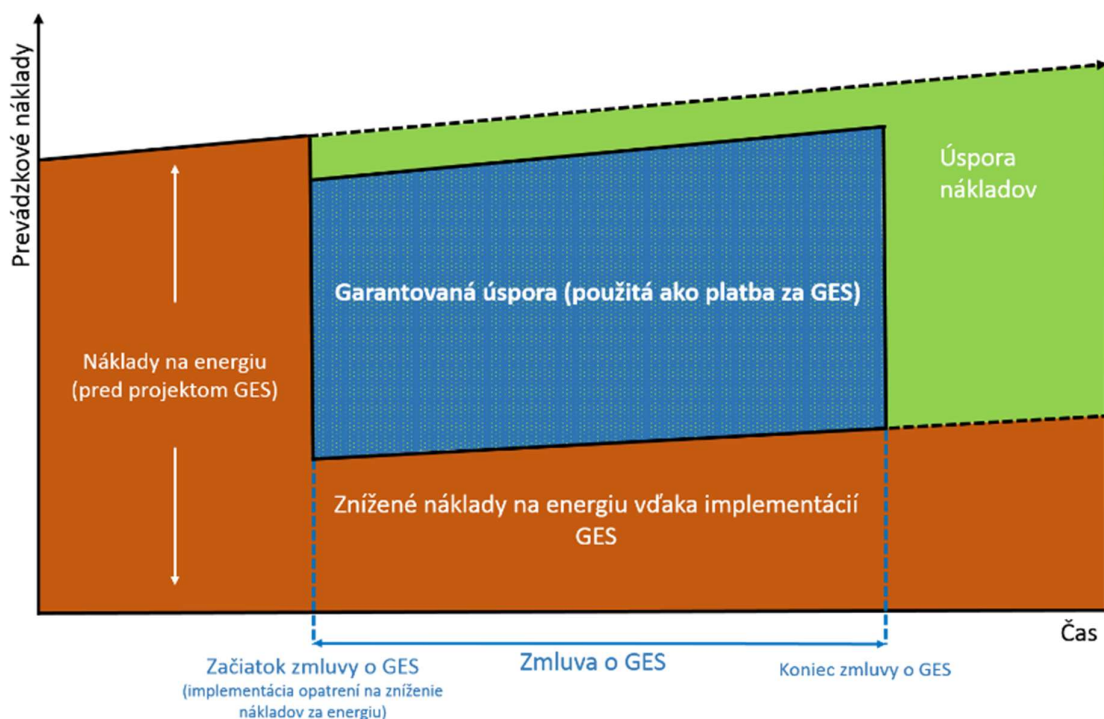 Prevádzkové náklady
Úspora
nákladov
Garantovaná úspora (použitá ako platba za GES)
Náklady na energiu
(pred projektom GES)
Znížené náklady na energiu vďaka implementácií
GES
Čas
Začiatok zmluvy o GES
(implementácia opatrení na zníženie
nákladov za energiu)
Zmluva o GES
Koniec zmluvy o GES